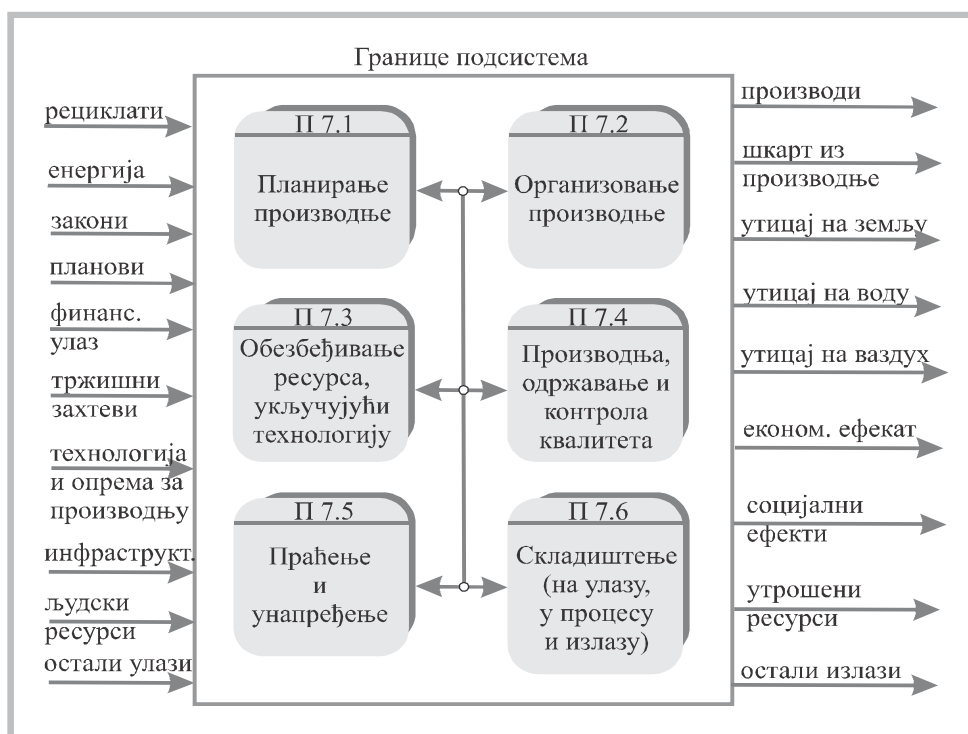 Границе подсистема
рециклати
енергија
закони
планови
финанс.
улаз
тржишни
захтеви
технологија
и опрема за
производњу
инфраструкт.
људски
ресурси
остали улази
П 7.1
Планирање
производње
П 7.2
Организовање
производње
П 7.3
Обезбеђивање
ресурса,
укључујући
технологију
П 7.4
Производња,
одржавање и
контрола
квалитета
П 7.5
Праћење
и
унапређење
П 7.6
Складиштење
(на улазу,
у процесу
и излазу)
производи
шкарт из
производње
утицај на земљу
утицај на воду
утицај на ваздух
економ. ефекат
социјални
ефекти
утрошени
ресурси
остали излази